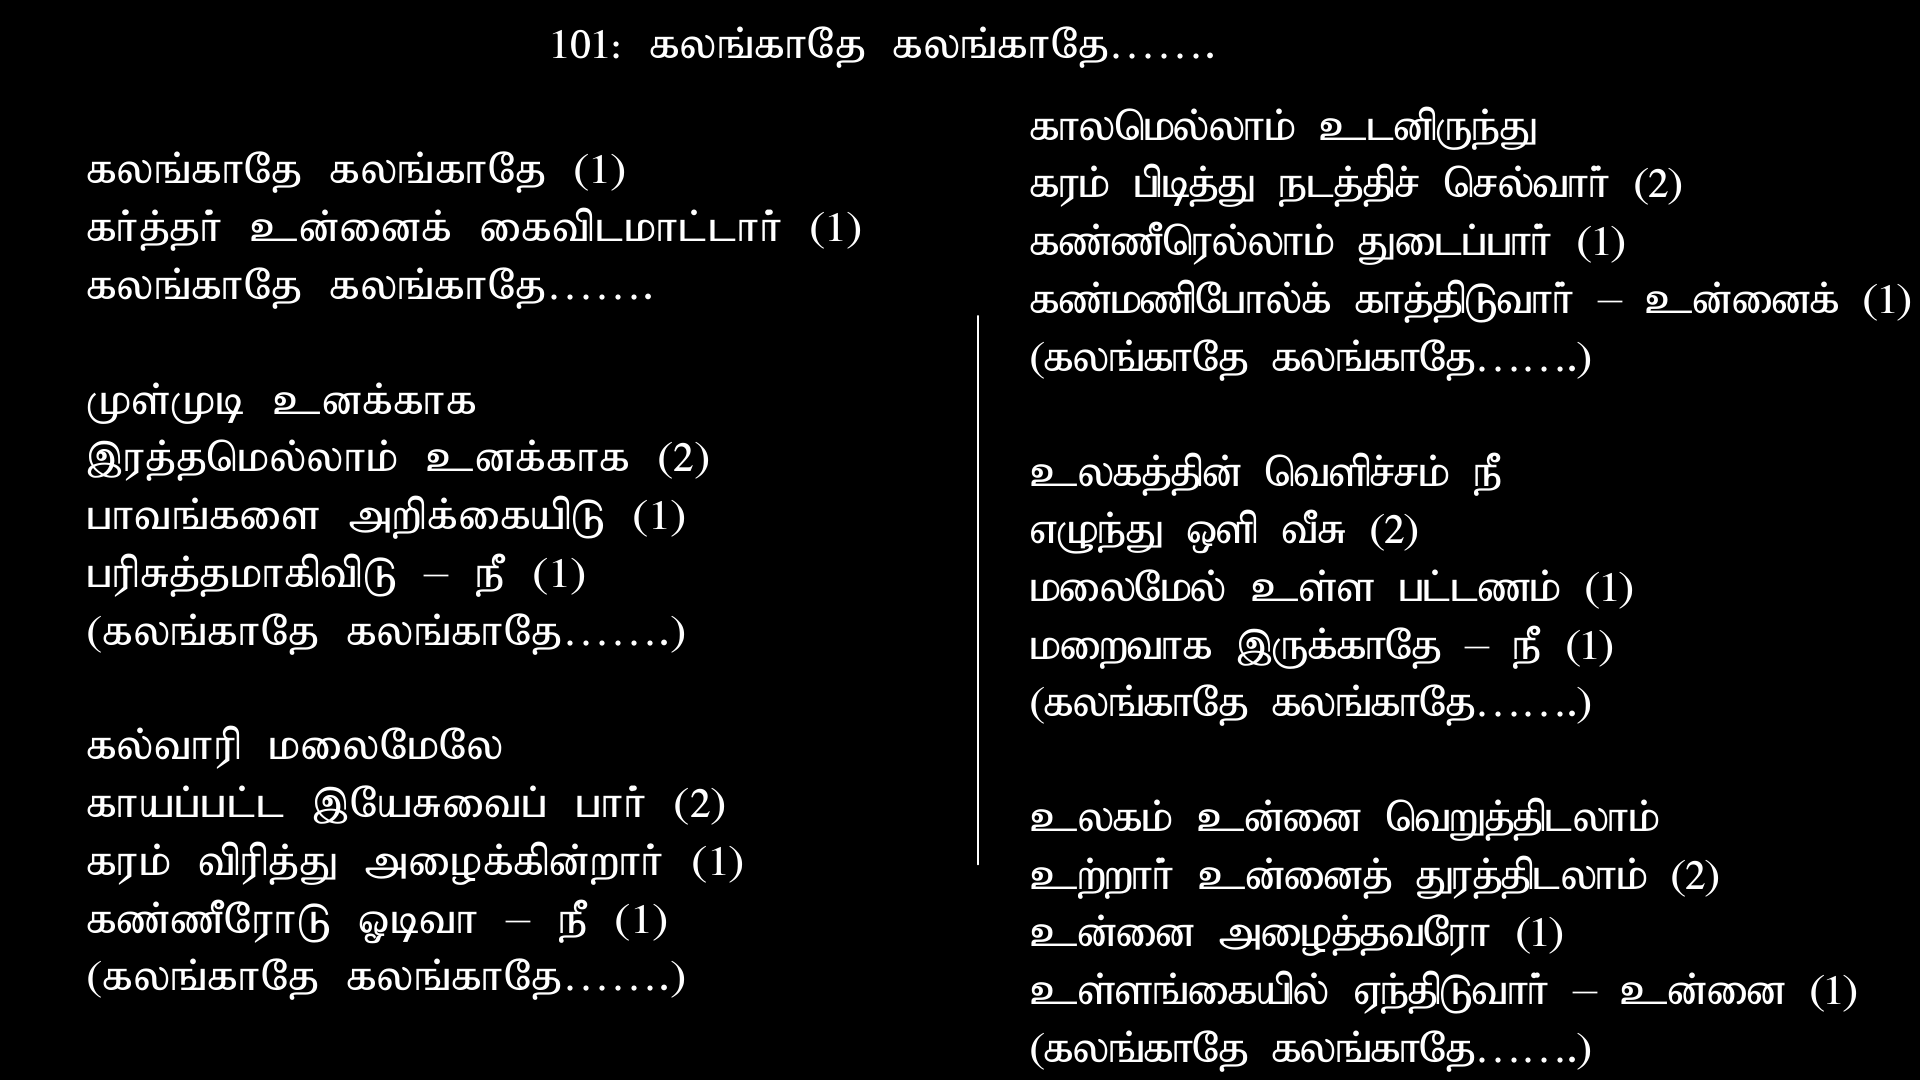 101: கலங்காதே கலங்காதே…….
கலங்காதே கலங்காதே (1)
கர்த்தர் உன்னைக் கைவிடமாட்டார் (1)
கலங்காதே கலங்காதே…….
முள்முடி உனக்காக
இரத்தமெல்லாம் உனக்காக (2)
பாவங்களை அறிக்கையிடு (1)
பரிசுத்தமாகிவிடு – நீ (1)
(கலங்காதே கலங்காதே…….)
கல்வாரி மலைமேலே
காயப்பட்ட இயேசுவைப் பார் (2)
கரம் விரித்து அழைக்கின்றார் (1)
கண்ணீரோடு ஓடிவா – நீ (1)
(கலங்காதே கலங்காதே…….)
காலமெல்லாம் உடனிருந்து
கரம் பிடித்து நடத்திச் செல்வார் (2)
கண்ணீரெல்லாம் துடைப்பார் (1)
கண்மணிபோல்க் காத்திடுவார் – உன்னைக் (1)
(கலங்காதே கலங்காதே…….)
உலகத்தின் வெளிச்சம் நீ
எழுந்து ஒளி வீசு (2)
மலைமேல் உள்ள பட்டணம் (1)
மறைவாக இருக்காதே – நீ (1)
(கலங்காதே கலங்காதே…….)
உலகம் உன்னை வெறுத்திடலாம்
உற்றார் உன்னைத் துரத்திடலாம் (2)
உன்னை அழைத்தவரோ (1)
உள்ளங்கையில் ஏந்திடுவார் – உன்னை (1)
(கலங்காதே கலங்காதே…….)